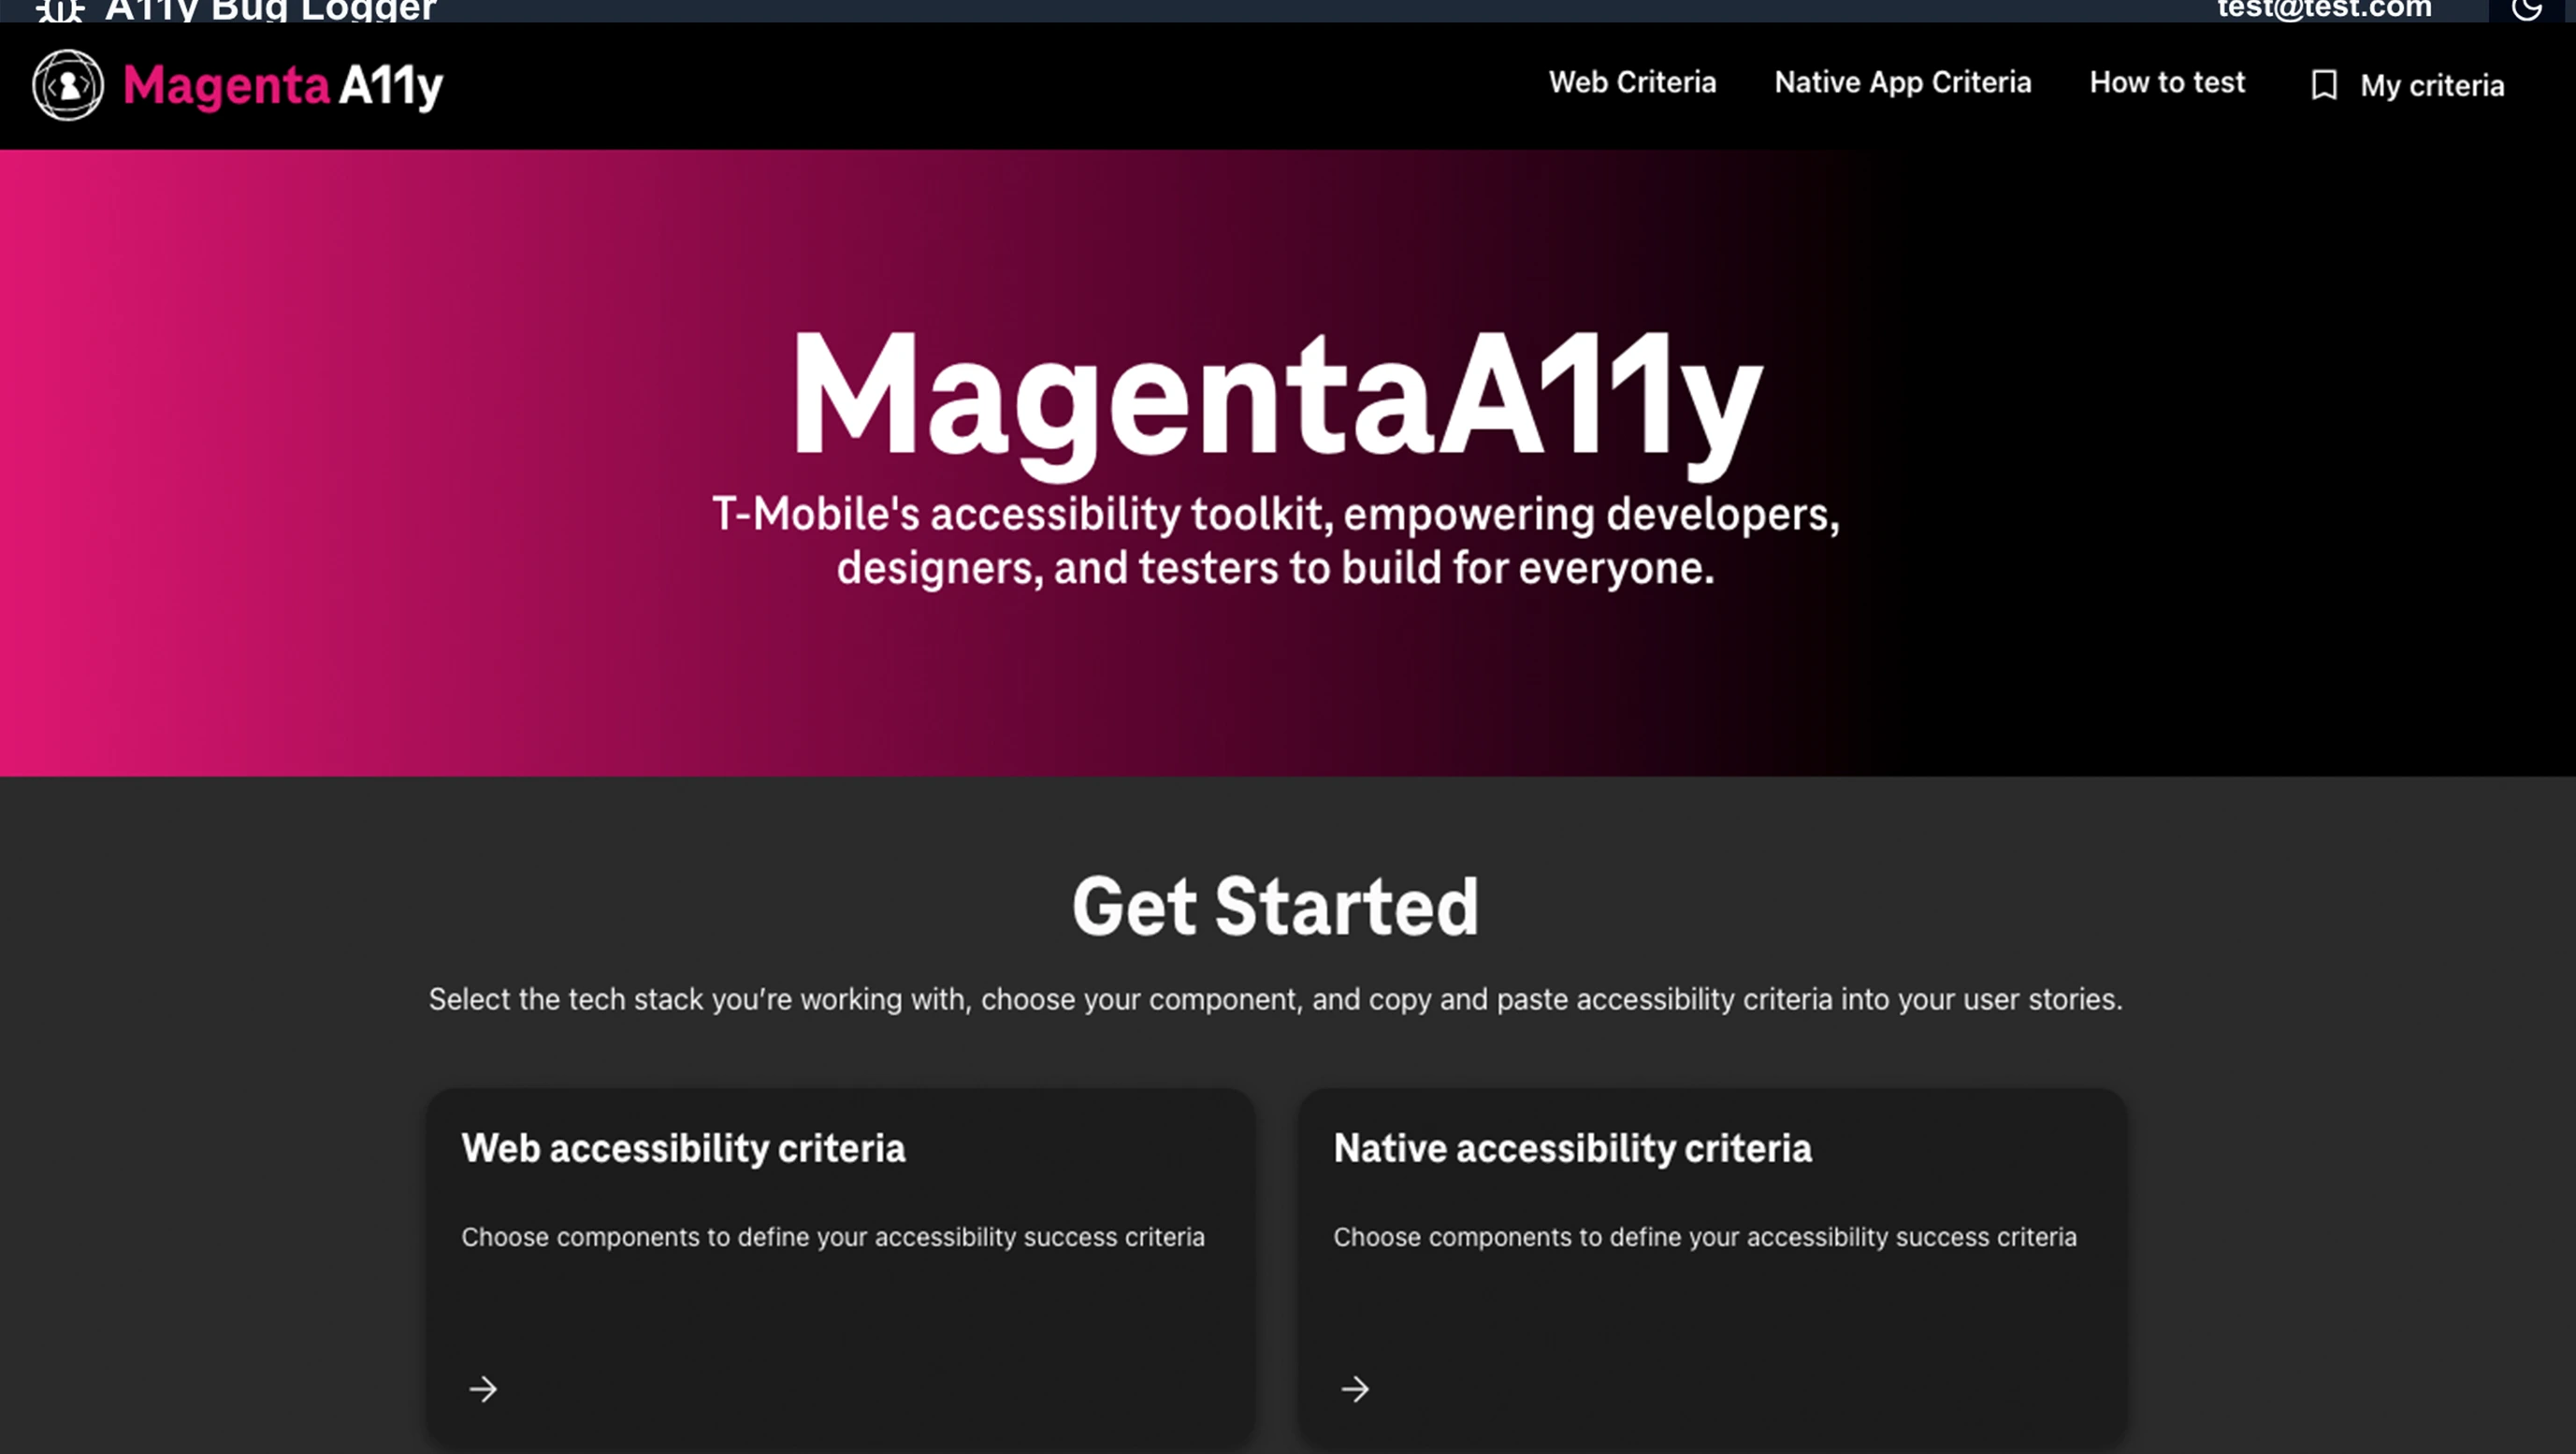 A11y Bug Logger
test@test.com
Magenta A11y
Web Criteria
Native App Criteria
How to test
My criteria
MagentaA11y
T-Mobile's accessibility toolkit, empowering developers,
designers, and testers to build for everyone.
Get Started
Select the tech stack you’re working with, choose your component, and copy and paste accessibility criteria into your user stories.
Web accessibility criteria
Choose components to define your accessibility success criteria
Native accessibility criteria
Choose components to define your accessibility success criteria